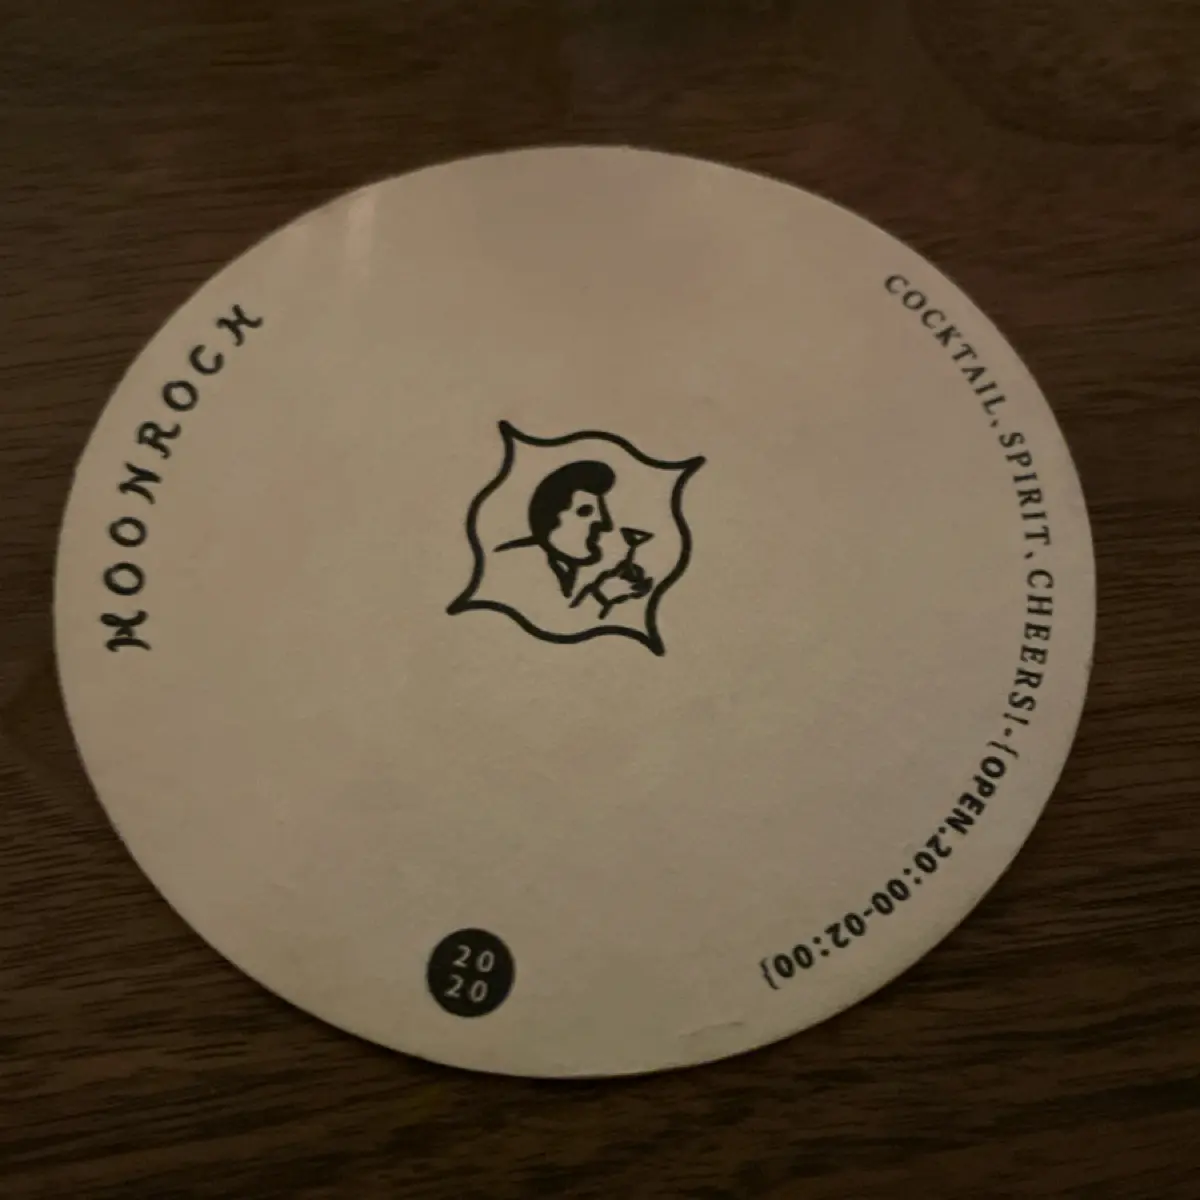 MOONROCK
COCKTAIL、SPIRIT、CHEERS!-{OPEN.20:00-02:00}
20
20